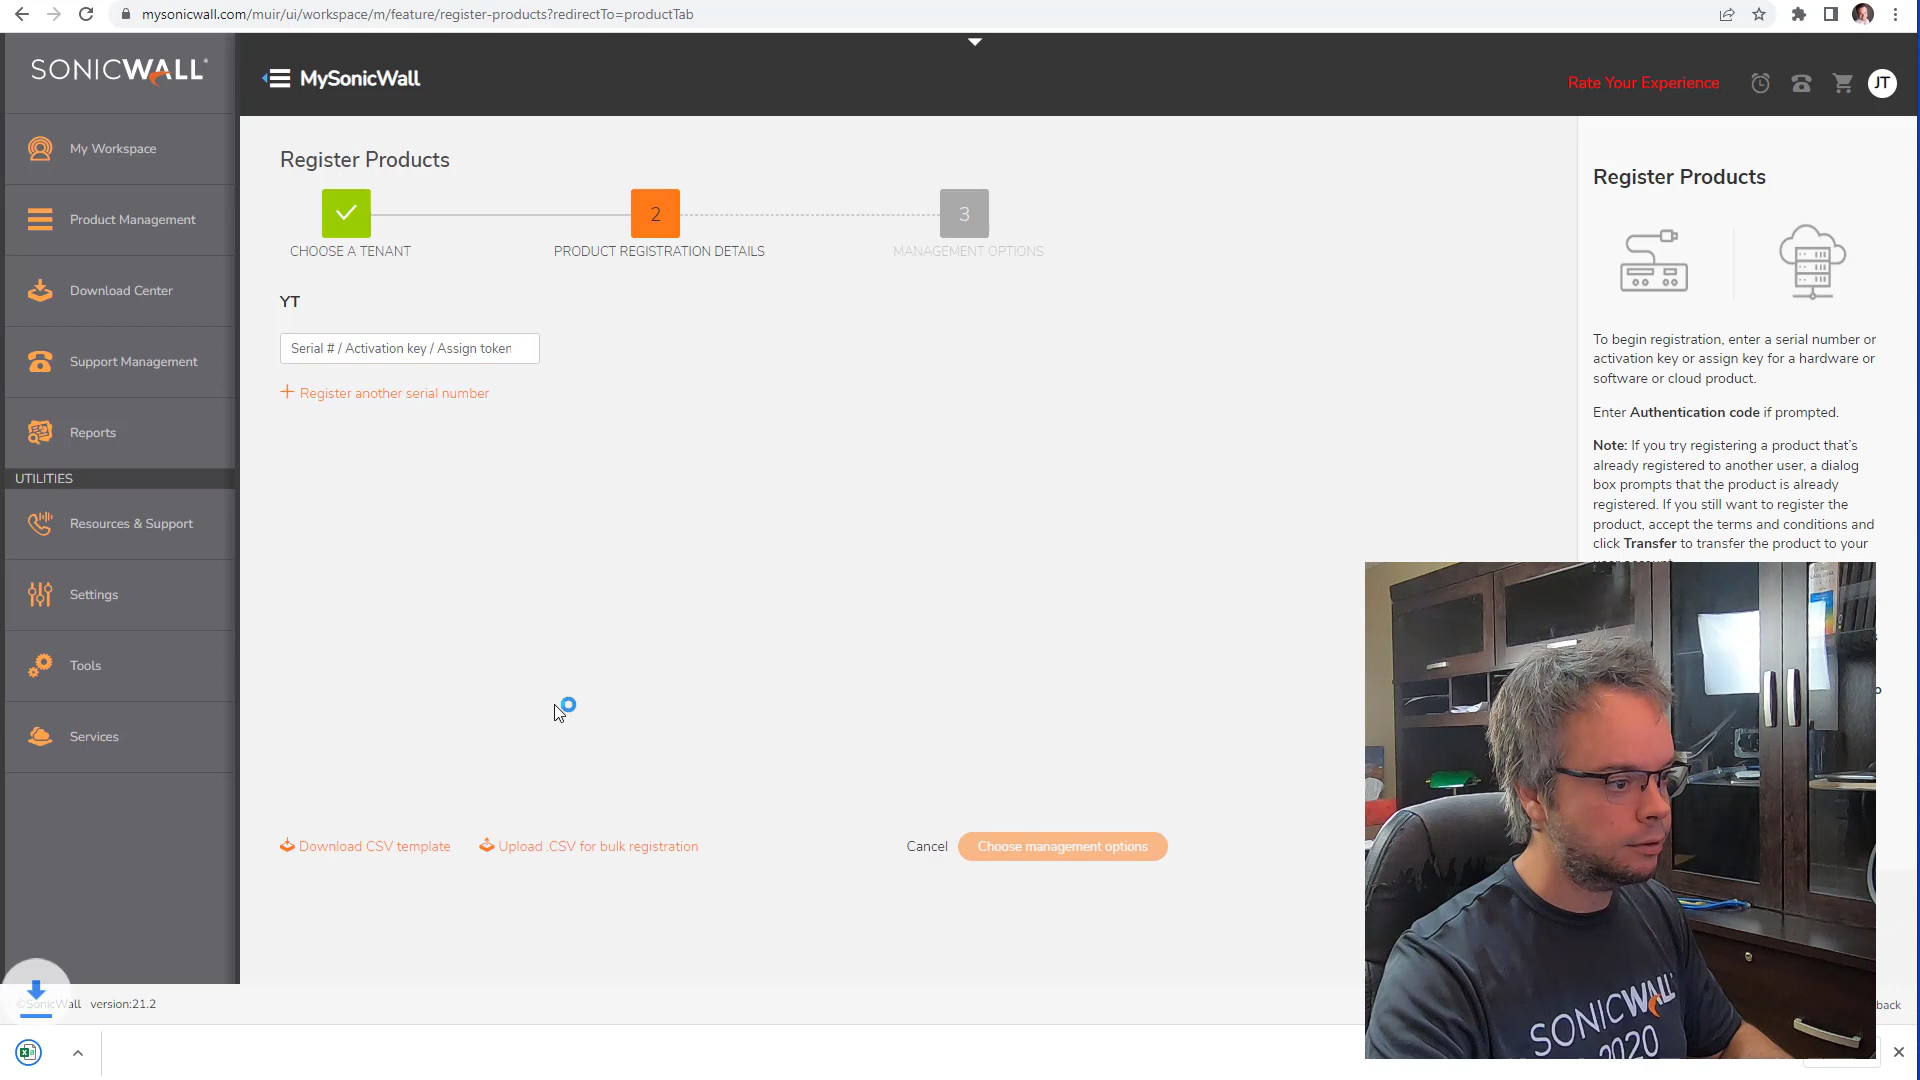 mysonicwall.com/muir/ui/workspace/m/feature/register-products?redirectTo=productTab
SONICWALL
MySonicWall
Rate Your Experience
JT
My Workspace
Product Management
Download Center
Support Management
Reports
UTILITIES
Resources & Support
Settings
Tools
Services
Register Products
2
3
CHOOSE A TENANT
PRODUCT REGISTRATION DETAILS
MANAGEMENT OPTIONS
YT
Serial # / Activation key / Assign token
Register another serial number
Download CSV template
Upload .CSV for bulk registration
Cancel
Choose management options
Register Products
To begin registration, enter a serial number or
activation key or assign key for a hardware or
software or cloud product.
Enter Authentication code if prompted.
Note: If you try registering a product that's
already registered to another user, a dialog
box prompts that the product is already
registered. If you still want to register the
product, accept the terms and conditions and
click Transfer to transfer the product to your
SONICWALL
2020
©SonicWall version:21.2
back